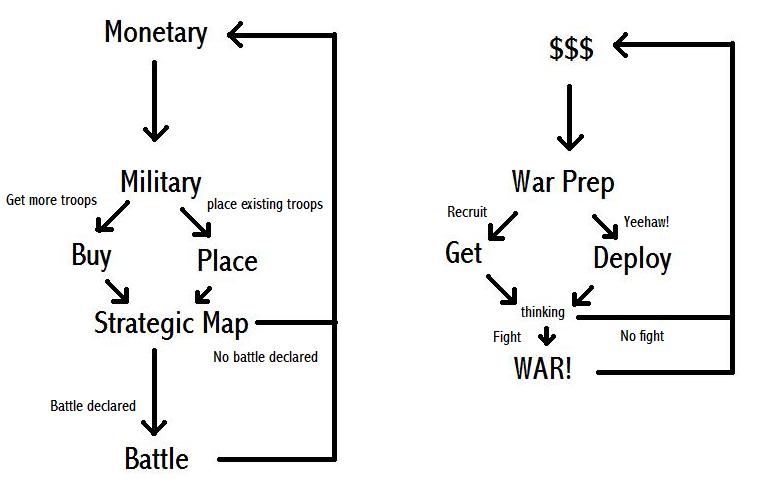 Monetary
Military
Get more troops
place existing troops
Buy
Place
Strategic Map
No battle declared
Battle declared
Battle
$$$
War Prep
Recruit
Yeehaw!
Get
Deploy
thinking
Fight
No fight
WAR!